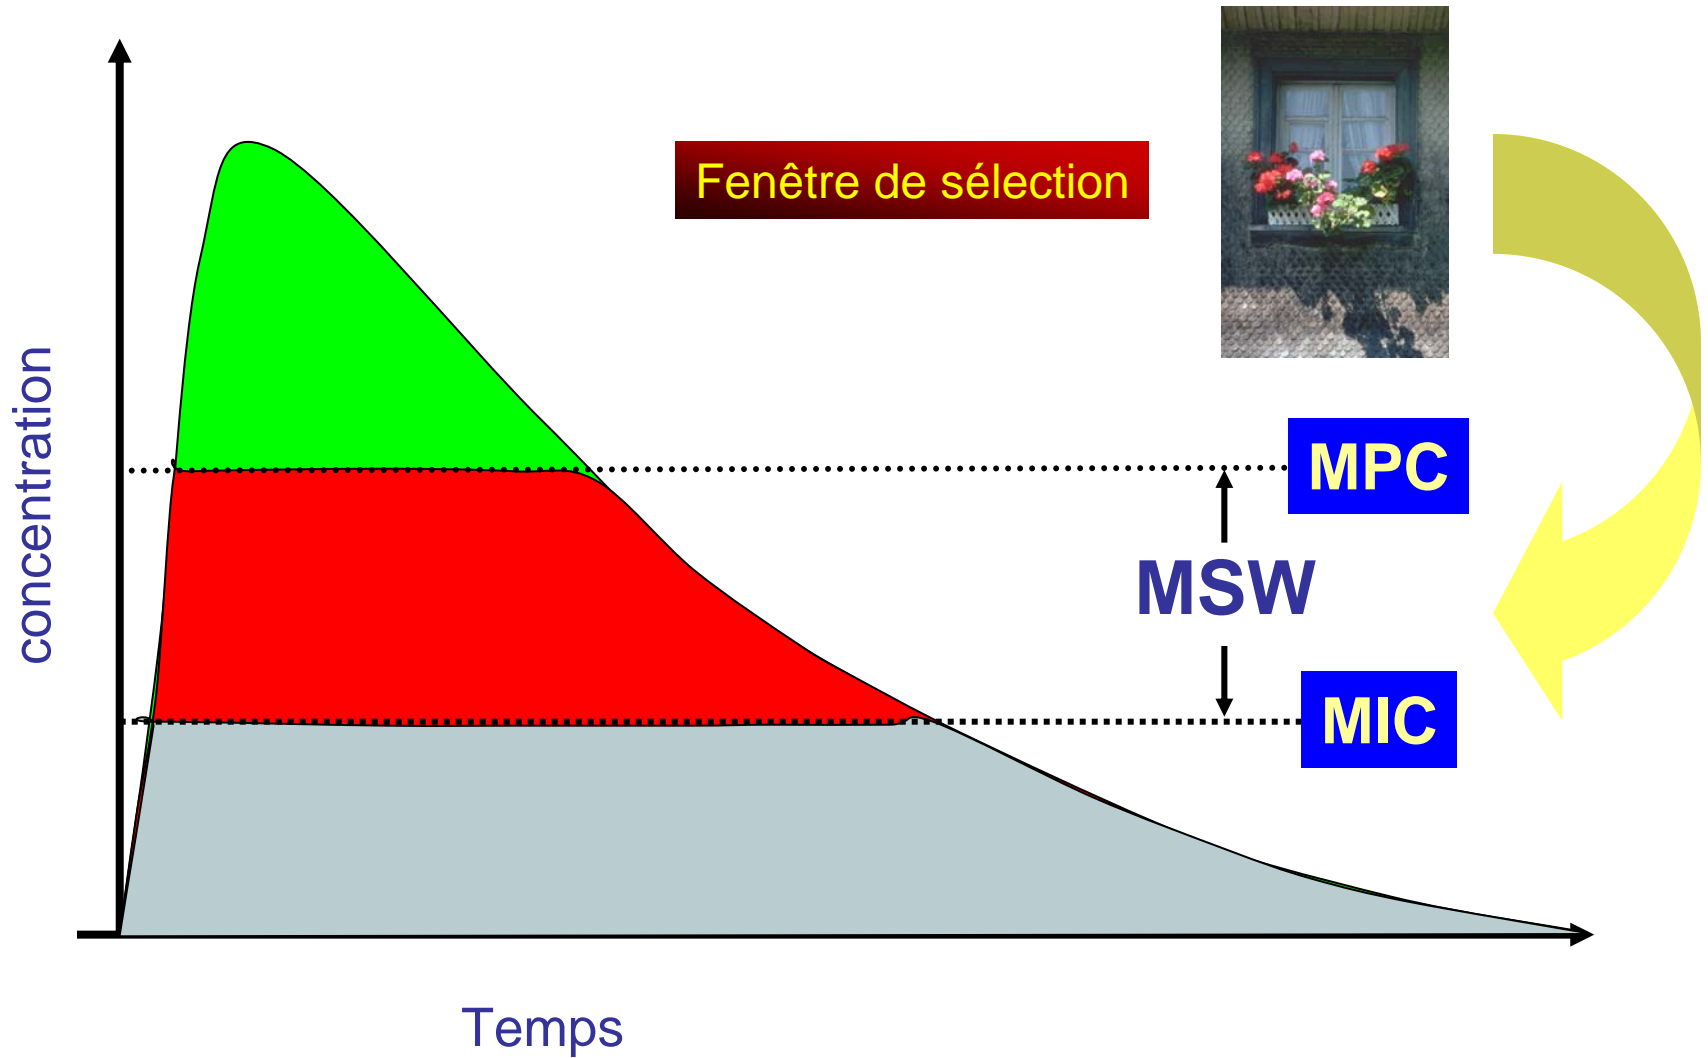 Fenêtre de sélection
concentration
MPC
MSW
MIC
Temps